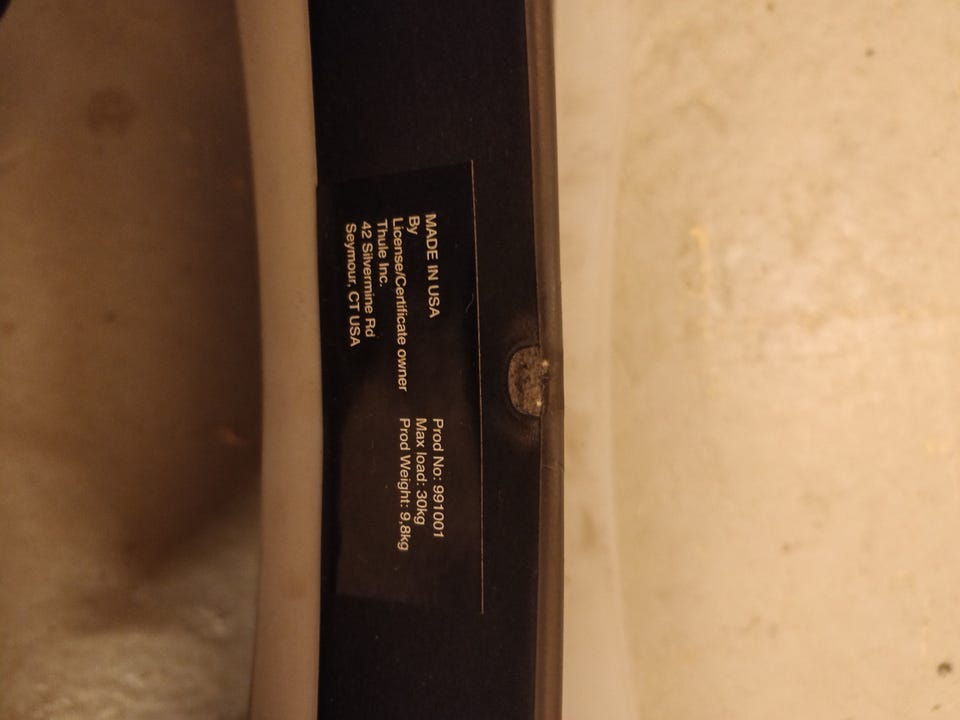 MADE IN USA
By
License/Certificate owner
Thule Inc.
42 Silvermine Rd
Seymour, CT USA
Prod No: 991001
Max load: 30kg
Prod Weight: 9,8kg